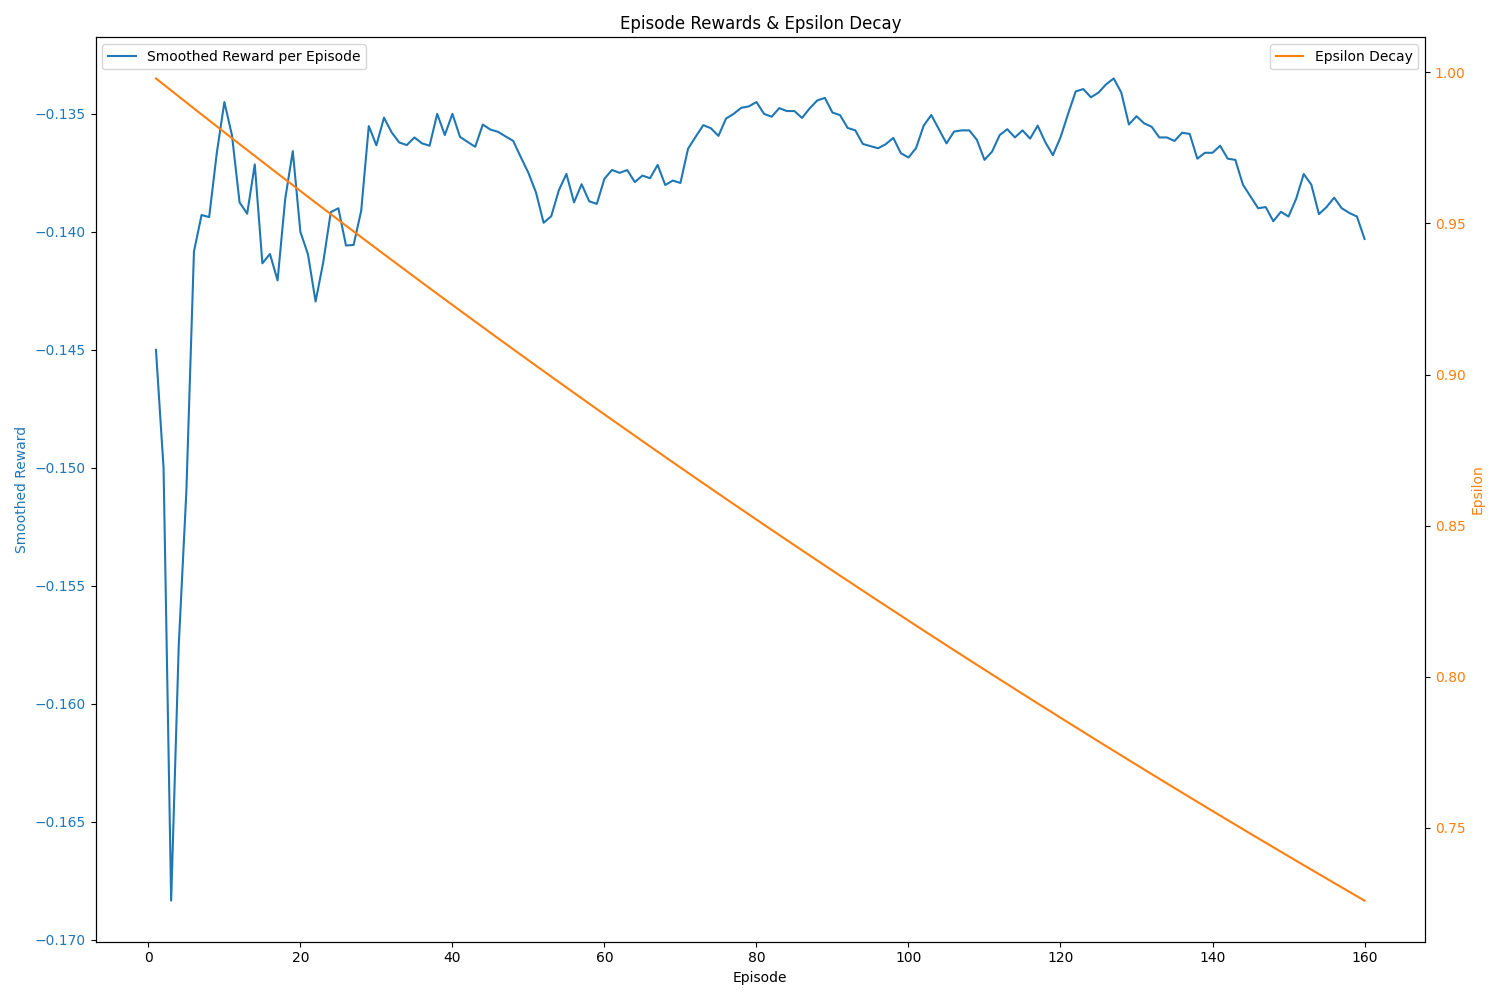 Episode Rewards & Epsilon Decay
Smoothed Reward per Episode
Epsilon Decay
−0.135
−0.140
−0.145
−0.150
−0.155
−0.160
−0.165
−0.170
Smoothed Reward
1.00
0.95
0.90
0.85
0.80
0.75
Epsilon
0 20 40 60 80 100 120 140 160
Episode